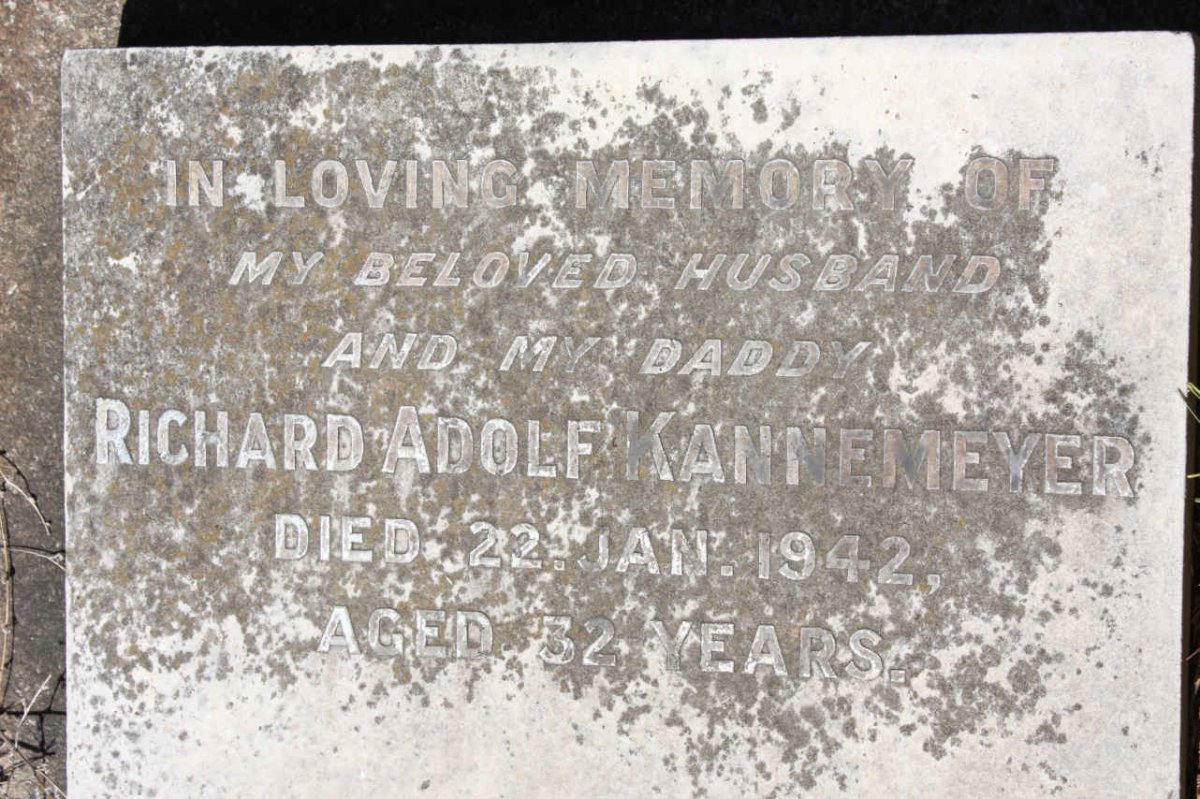 IN LOVING MEMORY OF
MY BELOVED HUSBAND
AND MY DADDY
RICHARD ADOLF KANNEMEYER
DIED 22. JAN. 1942,
AGED 32 YEARS.